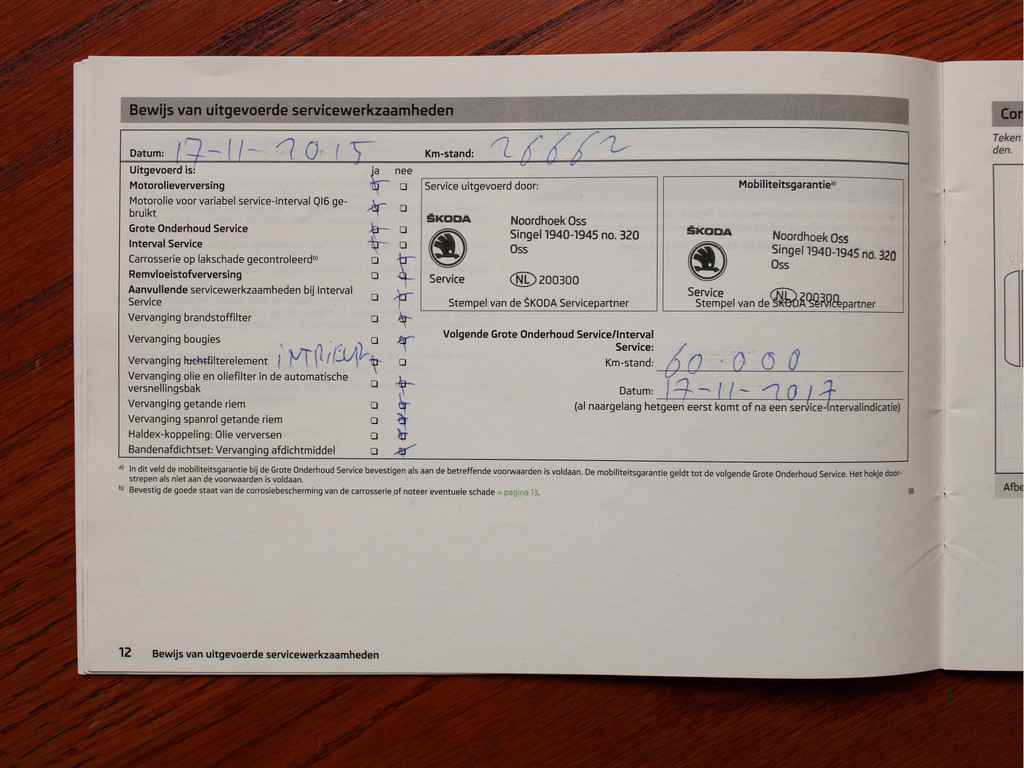 Bewijs van uitgevoerde servicewerkzaamheden
Datum: 17-11-2015 Km-stand: 26662
Uitgevoerd is: ja nee
Motorolieverversing
Motorolie voor variabel service-interval QI6 ge-
bruikt
Grote Onderhoud Service
Interval Service
Carrosserie op lakschade gecontroleerd b)
Remvloeistofverversing
Aanvullende servicewerkzaamheden bij Interval
Service
Vervanging brandstoffilter
Vervanging bougies
Vervanging luchtfilterelement iNTRiEUR
Vervanging olie en oliefilter in de automatische
versnellingsbak
Vervanging getande riem
Vervanging spanrol getande riem
Haldex-koppeling: Olie verversen
Bandenafdichtset: Vervanging afdichtmiddel
Service uitgevoerd door:
ŠKODA
Service
Noordhoek Oss
Singel 1940-1945 no. 320
Oss
NL 200300
Stempel van de ŠKODA Servicepartner
Mobiliteitsgarantie a)
ŠKODA
Service
Noordhoek Oss
Singel 1940-1945 no. 320
Oss
NL 200300
Stempel van de ŠKODA Servicepartner
Volgende Grote Onderhoud Service/Interval
Service:
Km-stand: 60.000
Datum: 17-11-2017
(al naargelang hetgeen eerst komt of na een service-intervalindicatie)
a) In dit veld de mobiliteitsgarantie bij de Grote Onderhoud Service bevestigen als aan de betreffende voorwaarden is voldaan. De mobiliteitsgarantie geldt tot de volgende Grote Onderhoud Service. Het hokje door-
strepen als niet aan de voorwaarden is voldaan.
b) Bevestig de goede staat van de corrosiebescherming van de carrosserie of noteer eventuele schade » pagina 13.
12 Bewijs van uitgevoerde servicewerkzaamheden
Cor
Teken
den.
Afbe